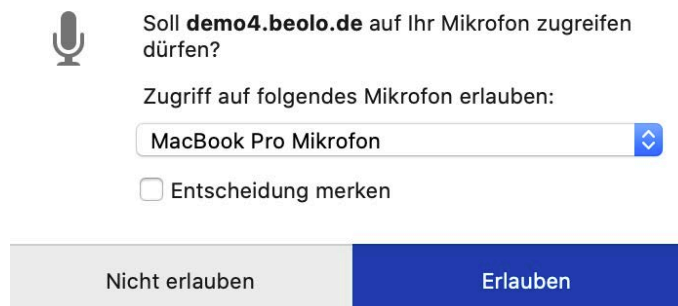 Soll demo4.beolo.de auf Ihr Mikrofon zugreifen
dürfen?
Zugriff auf folgendes Mikrofon erlauben:
MacBook Pro Mikrofon
Entscheidung merken
Nicht erlauben
Erlauben